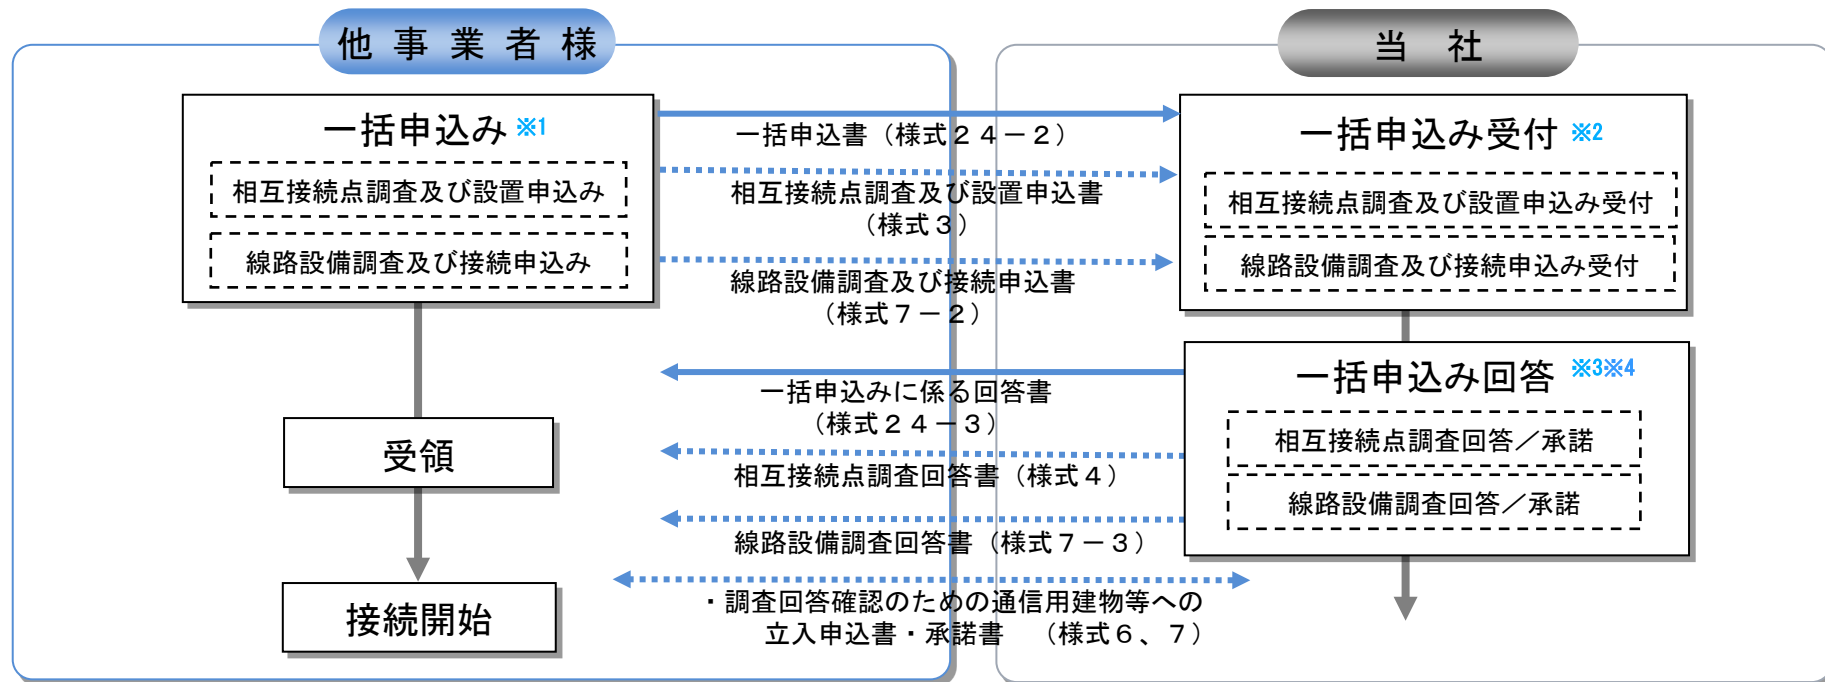 他事業者様
当　社
一括申込み ※1
相互接続点調査及び設置申込み
線路設備調査及び接続申込み
受領
接続開始
一括申込書（様式２４－２）
相互接続点調査及び設置申込書
（様式３）
線路設備調査及び接続申込書
（様式７－２）
一括申込みに係る回答書
（様式２４－３）
相互接続点調査回答書（様式４）
線路設備調査回答書（様式７－３）
・調査回答確認のための通信用建物等への
立入申込書・承諾書　（様式６、７）
一括申込み受付 ※2
相互接続点調査及び設置申込み受付
線路設備調査及び接続申込み受付
一括申込み回答 ※3※4
相互接続点調査回答／承諾
線路設備調査回答／承諾